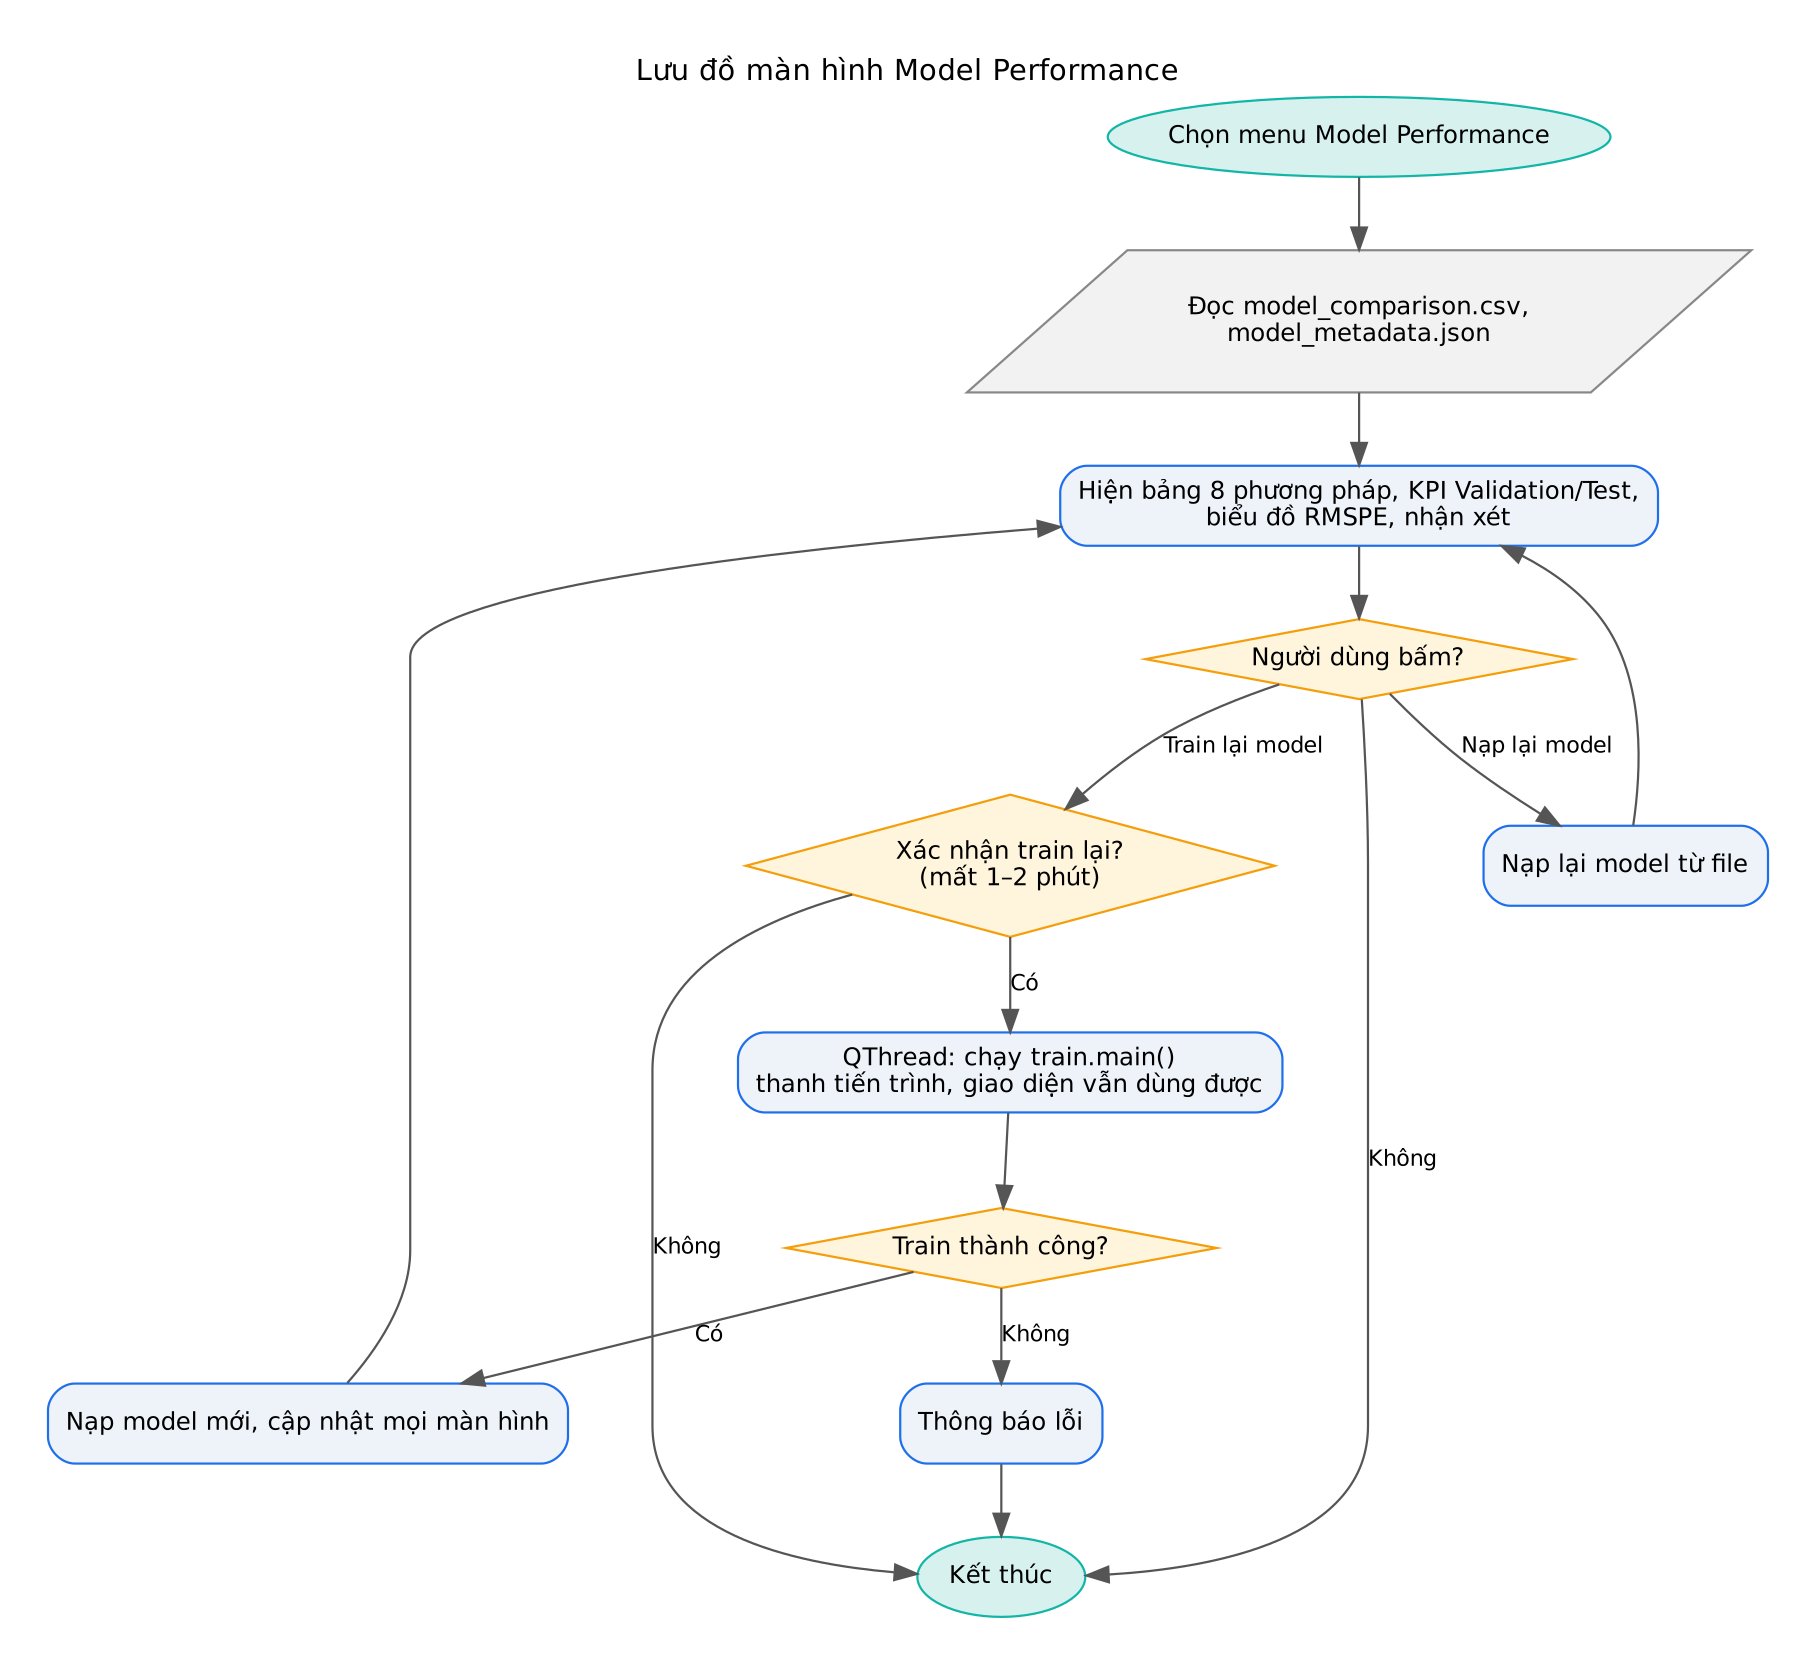 Lưu đồ màn hình Model Performance
Chọn menu Model Performance
Đọc model_comparison.csv,
model_metadata.json
Hiện bảng 8 phương pháp, KPI Validation/Test,
biểu đồ RMSPE, nhận xét
Người dùng bấm?
Train lại model
Nạp lại model
Xác nhận train lại?
(mất 1–2 phút)
Nạp lại model từ file
Có
QThread: chạy train.main()
thanh tiến trình, giao diện vẫn dùng được
Không
Không
Train thành công?
Có
Không
Nạp model mới, cập nhật mọi màn hình
Thông báo lỗi
Kết thúc